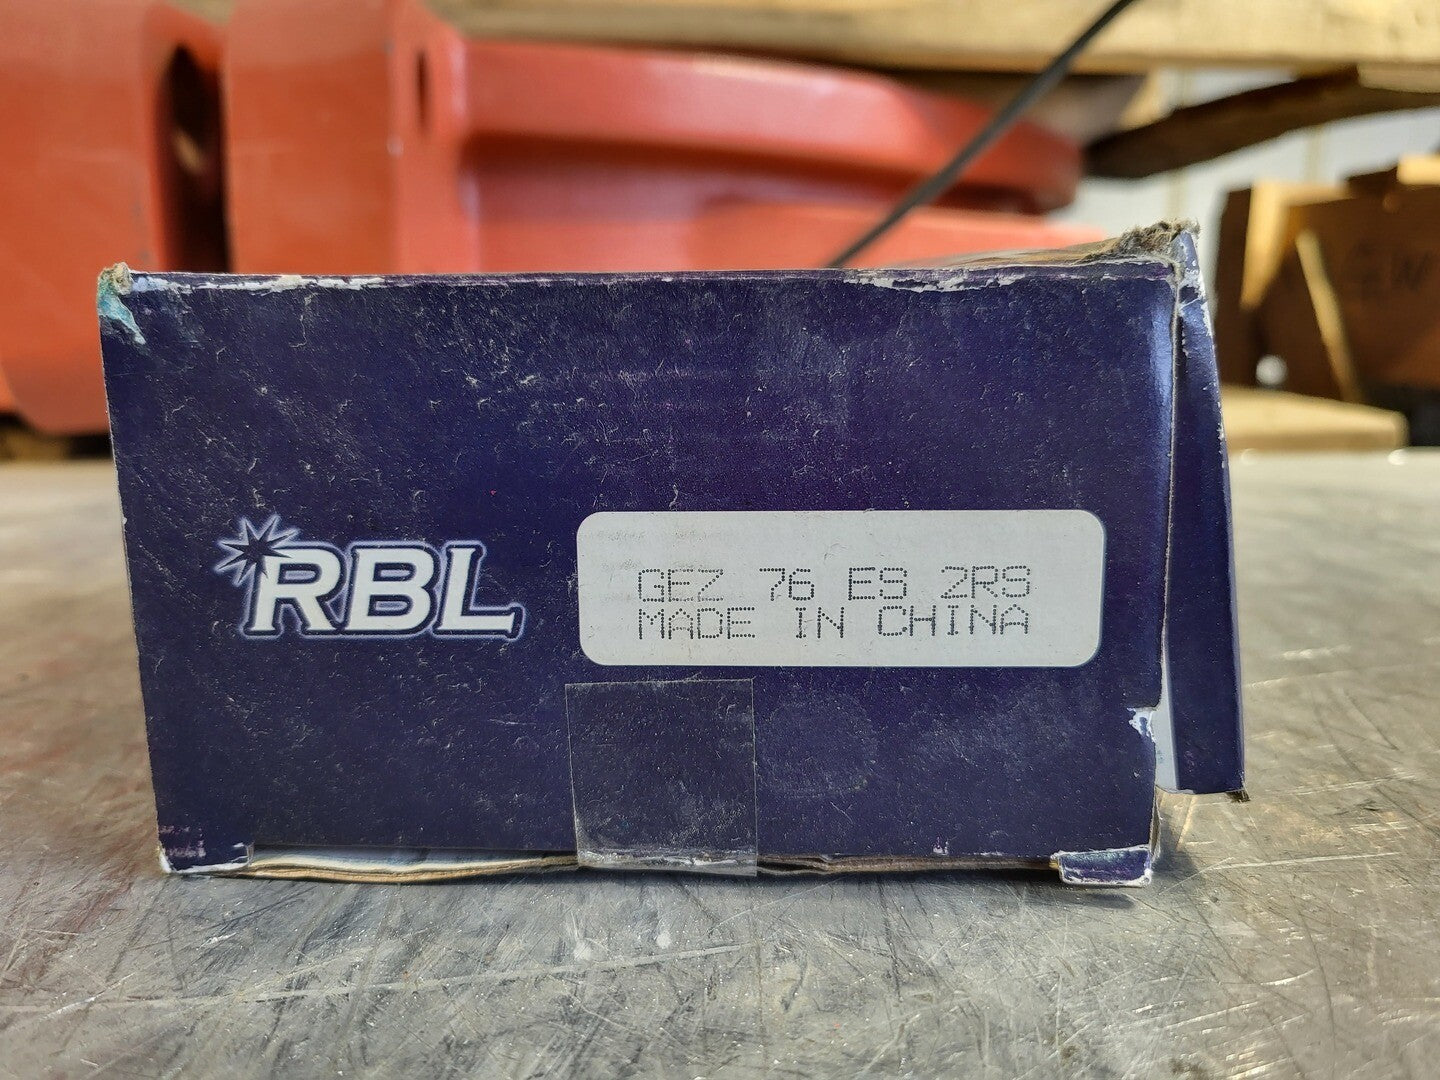 RBL
GEZ 76 ES 2RS
MADE IN CHINA